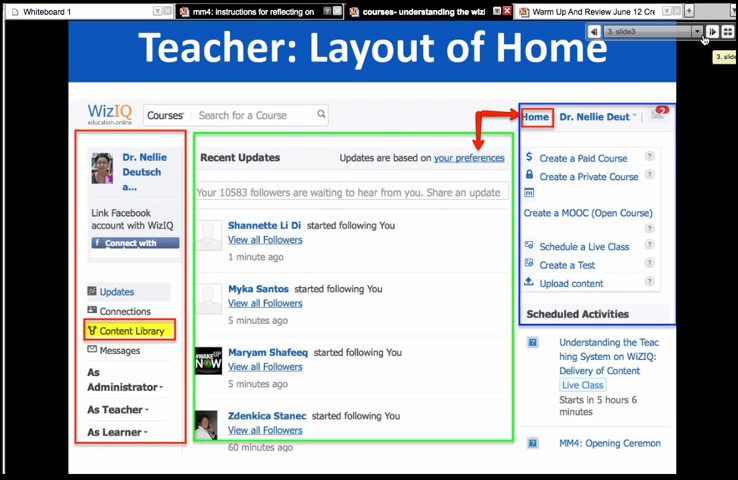 Whiteboard 1
mm4: instructions for reflecting on
courses- understanding the wizi
Warm Up And Review June 12 Cre
3. slide3
3. slide
Teacher: Layout of Home
WizIQ
education.online
Courses
Search for a Course
Home
Dr. Nellie Deut
2
Dr. Nellie
Deutsch
a...
Link Facebook
account with WizIQ
f Connect with
Updates
Connections
Content Library
Messages
As
Administrator
As Teacher
As Learner
Recent Updates
Updates are based on your preferences
Your 10583 followers are waiting to hear from you. Share an update
Shannette Li Di started following You
View all Followers
1 minute ago
Myka Santos started following You
View all Followers
5 minutes ago
#WAKEUP
NOW
Maryam Shafeeq started following You
View all Followers
5 minutes ago
Zdenkica Stanec started following You
View all Followers
60 minutes ago
$ Create a Paid Course ?
Create a Private Course ?
m
Create a MOOC (Open Course)
?
Schedule a Live Class ?
Create a Test ?
Upload content ?
Scheduled Activities
Understanding the Teac
hing System on WiZiQ:
Delivery of Content
Live Class
Starts in 5 hours 6
minutes
MM4: Opening Ceremon